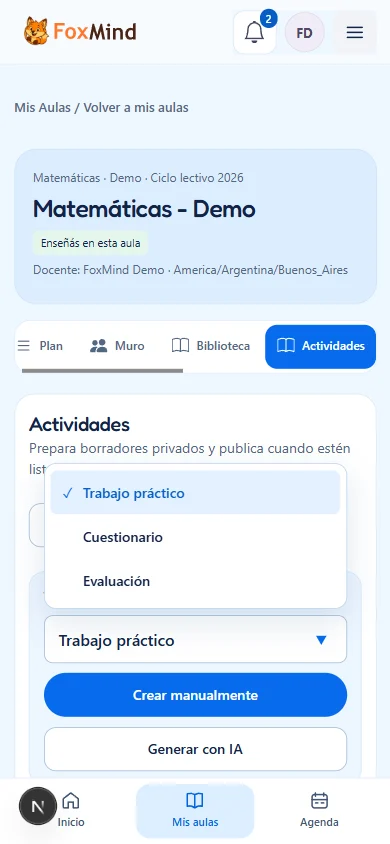 FoxMind
2
FD
Mis Aulas / Volver a mis aulas
Matemáticas · Demo · Ciclo lectivo 2026
Matemáticas - Demo
Enseñás en esta aula
Docente: FoxMind Demo · America/Argentina/Buenos_Aires
Plan
Muro
Biblioteca
Actividades
Actividades
Prepara borradores privados y publica cuando estén
✓ Trabajo práctico
Cuestionario
Evaluación
Trabajo práctico
Crear manualmente
Generar con IA
N
Inicio
Mis aulas
Agenda